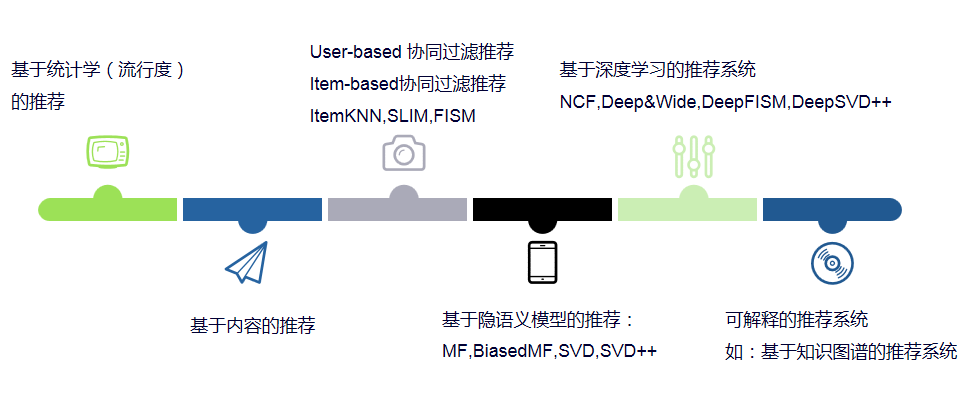 基于统计学（流行度）
的推荐
基于内容的推荐
User-based 协同过滤推荐
Item-based协同过滤推荐
ItemKNN,SLIM,FISM
基于隐语义模型的推荐：
MF,BiasedMF,SVD,SVD++
基于深度学习的推荐系统
NCF,Deep&Wide,DeepFISM,DeepSVD++
可解释的推荐系统
如：基于知识图谱的推荐系统